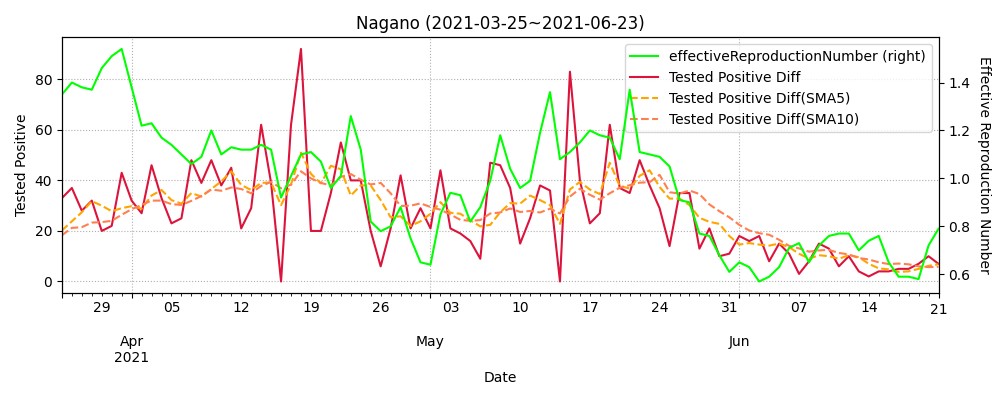 Nagano (2021-03-25~2021-06-23)
effectiveReproductionNumber (right)
Tested Positive Diff
Tested Positive Diff(SMA5)
Tested Positive Diff(SMA10)
Tested Positive
80
60
40
20
0
1.4
1.2
1.0
0.8
0.6
Effective Reproduction Number
29 05 12 19 26 03 10 17 24 31 07 14 21
Apr May Jun
2021
Date